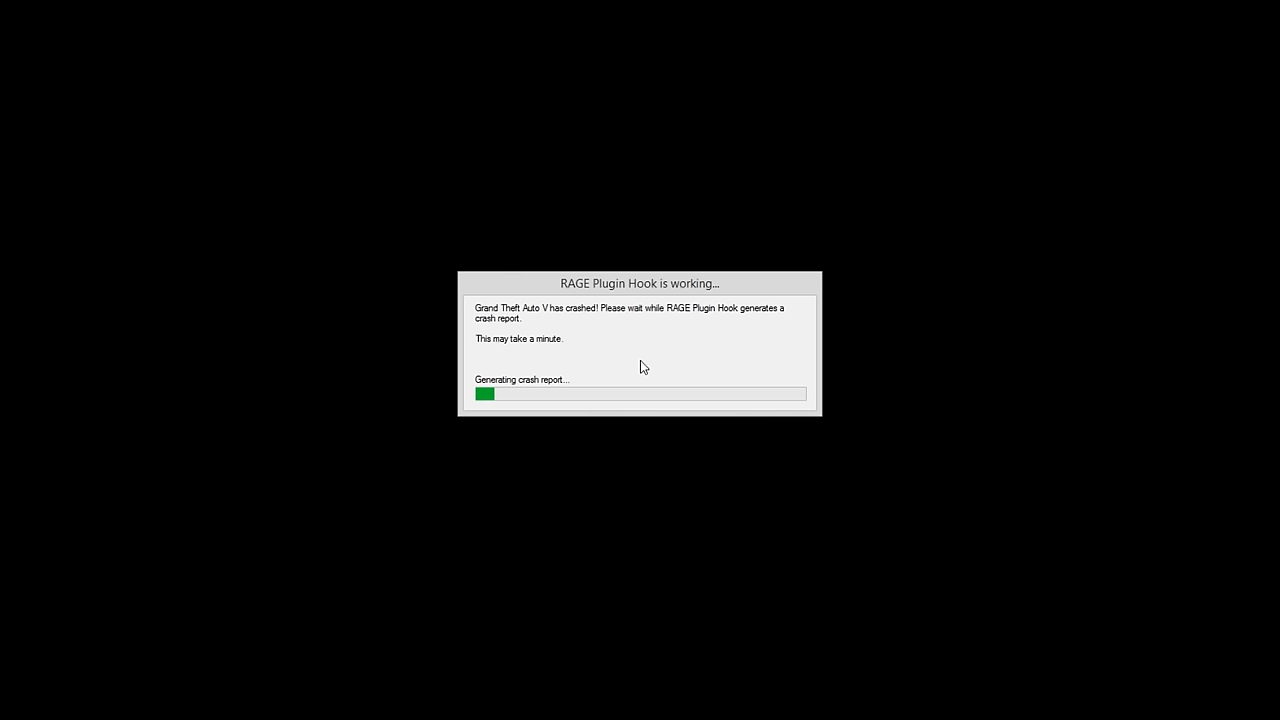 RAGE Plugin Hook is working...
Grand Theft Auto V has crashed! Please wait while RAGE Plugin Hook generates a
crash report.
This may take a minute.
Generating crash report...